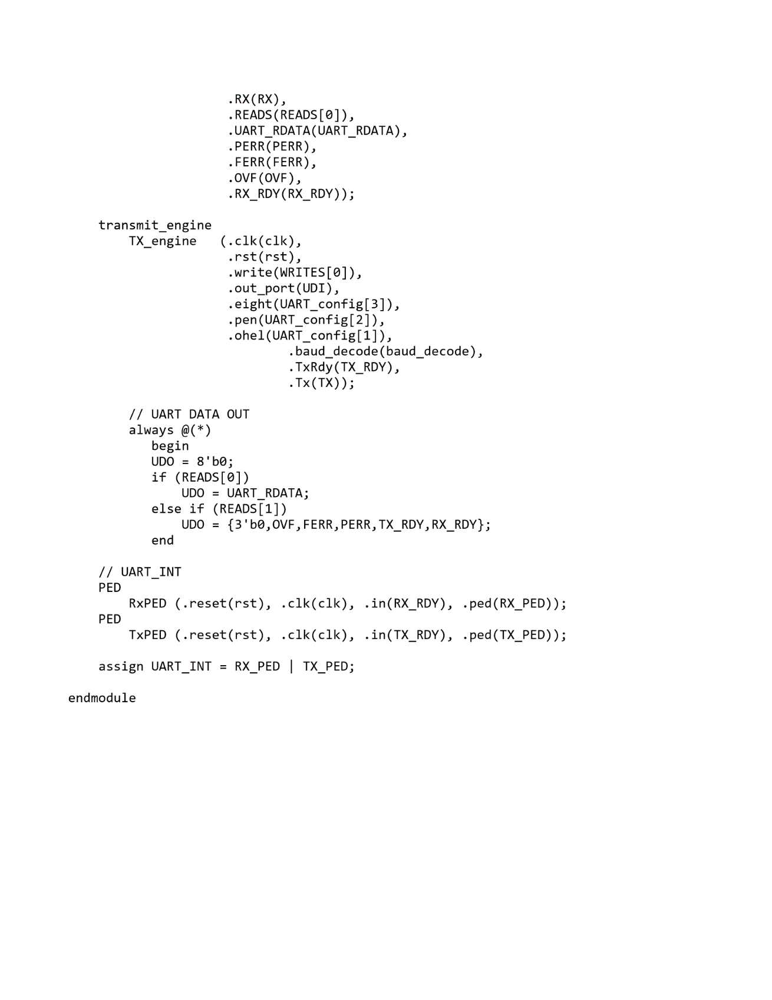 .RX(RX),
.READS(READS[0]),
.UART_RDATA(UART_RDATA),
.PERR(PERR),
.FERR(FERR),
.OVF(OVF),
.RX_RDY(RX_RDY));
transmit_engine
TX_engine   (.clk(clk),
.rst(rst),
.write(WRITES[0]),
.out_port(UDI),
.eight(UART_config[3]),
.pen(UART_config[2]),
.ohel(UART_config[1]),
.baud_decode(baud_decode),
.TxRdy(TX_RDY),
.Tx(TX));
// UART DATA OUT
always @(*)
begin
UDO = 8'b0;
if (READS[0])
UDO = UART_RDATA;
else if (READS[1])
UDO = {3'b0,OVF,FERR,PERR,TX_RDY,RX_RDY};
end
// UART_INT
PED
RxPED (.reset(rst), .clk(clk), .in(RX_RDY), .ped(RX_PED));
PED
TxPED (.reset(rst), .clk(clk), .in(TX_RDY), .ped(TX_PED));
assign UART_INT = RX_PED | TX_PED;
endmodule